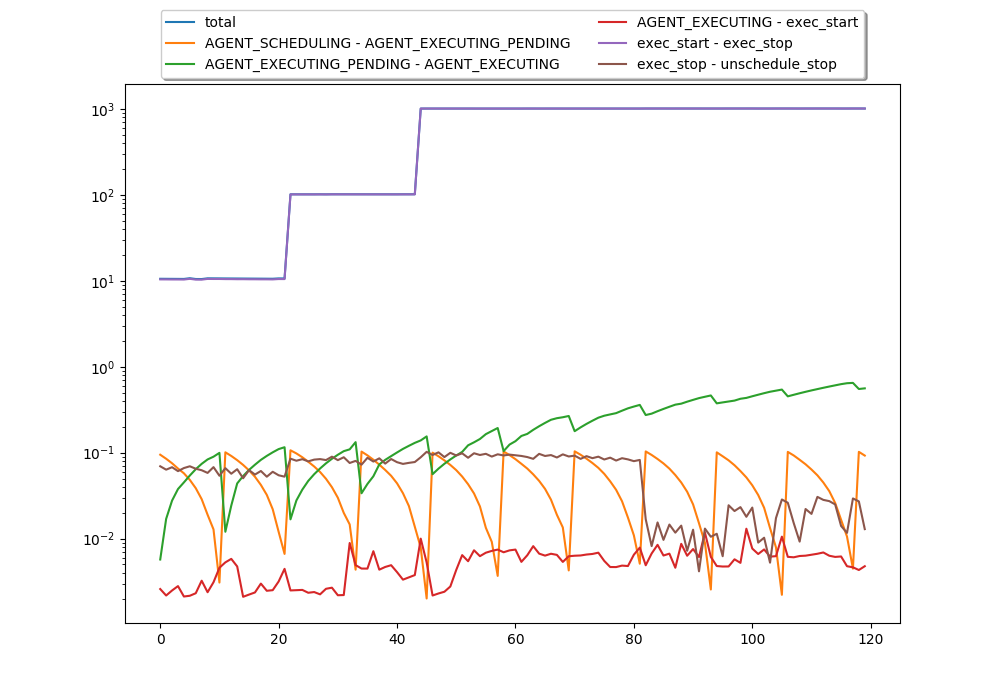 total
AGENT_SCHEDULING - AGENT_EXECUTING_PENDING
AGENT_EXECUTING_PENDING - AGENT_EXECUTING
AGENT_EXECUTING - exec_start
exec_start - exec_stop
exec_stop - unschedule_stop
10³
10²
10¹
10⁰
10⁻¹
10⁻²
0 20 40 60 80 100 120